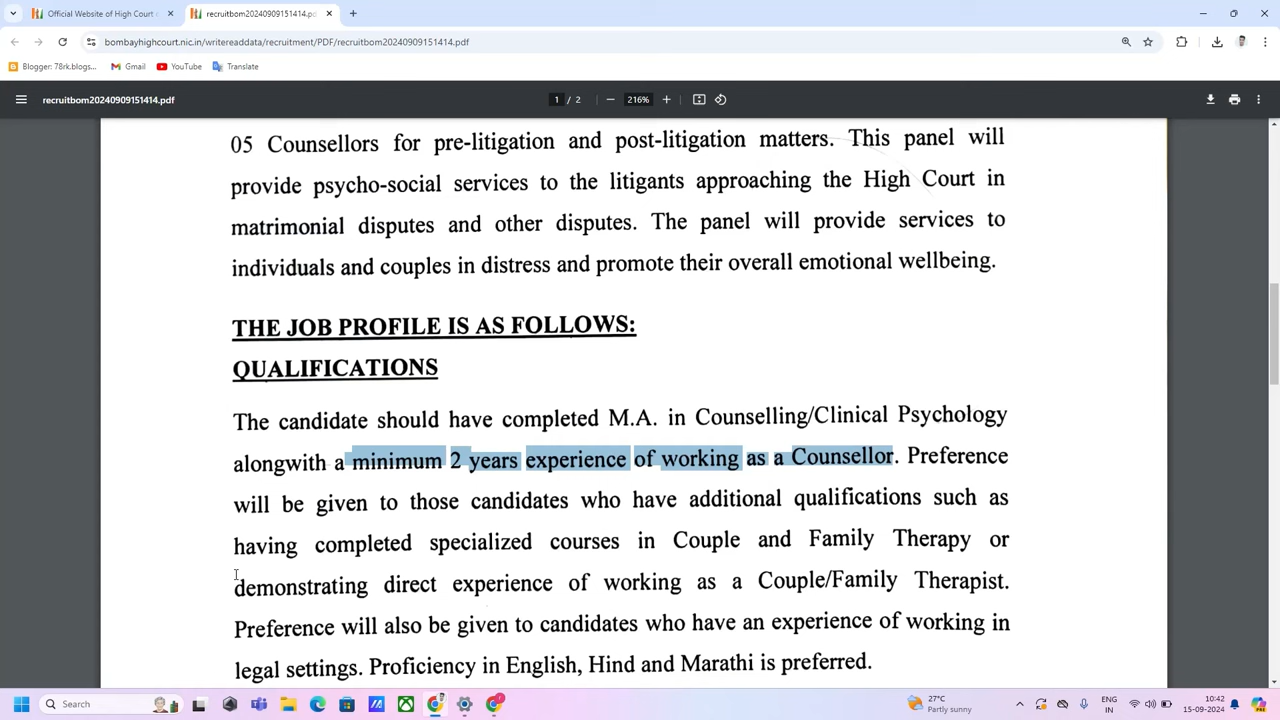 Official Website of High Court
recruitbom20240909151414.pd
bombayhighcourt.nic.in/writereaddata/recruitment/PDF/recruitbom20240909151414.pdf
Blogger: 78rk.blogs...
Gmail
YouTube
Translate
recruitbom20240909151414.pdf
1 / 2
216%
05 Counsellors for pre-litigation and post-litigation matters. This panel will
provide psycho-social services to the litigants approaching the High Court in
matrimonial disputes and other disputes. The panel will provide services to
individuals and couples in distress and promote their overall emotional wellbeing.
THE JOB PROFILE IS AS FOLLOWS:
QUALIFICATIONS
The candidate should have completed M.A. in Counselling/Clinical Psychology
alongwith a minimum 2 years experience of working as a Counsellor. Preference
will be given to those candidates who have additional qualifications such as
having completed specialized courses in Couple and Family Therapy or
demonstrating direct experience of working as a Couple/Family Therapist.
Preference will also be given to candidates who have an experience of working in
legal settings. Proficiency in English, Hind and Marathi is preferred.
Search
27°C
Partly sunny
ENG
IN
10:42
15-09-2024